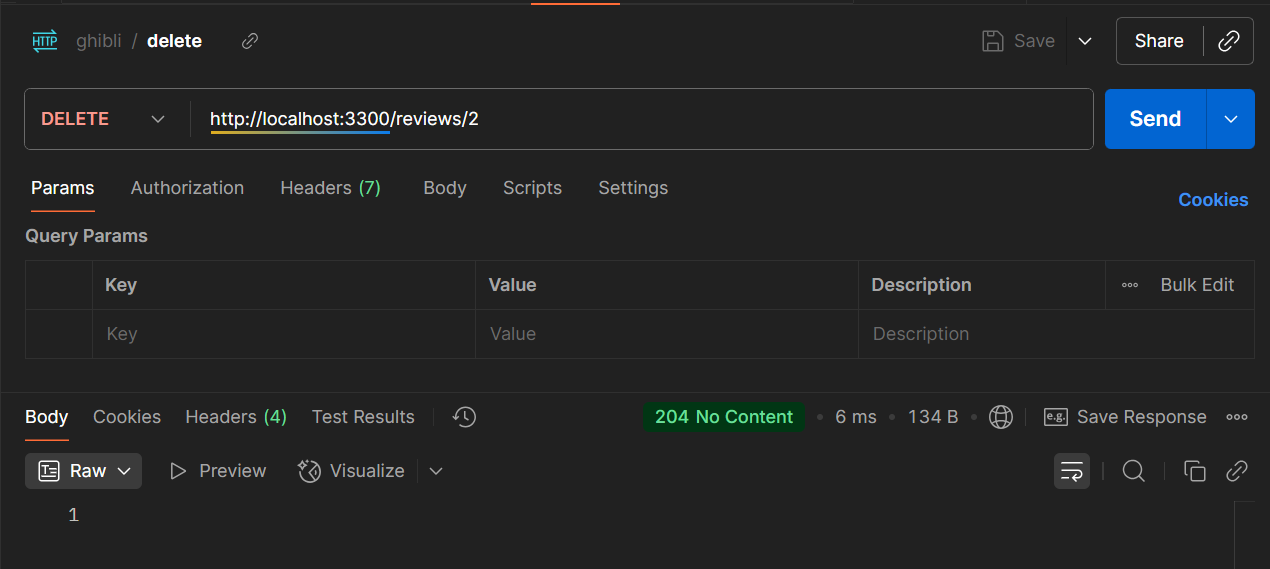 HTTP ghibli / delete Save Share
DELETE http://localhost:3300/reviews/2 Send
Params Authorization Headers (7) Body Scripts Settings Cookies
Query Params
Key Value Description Bulk Edit
Key Value Description
Body Cookies Headers (4) Test Results 204 No Content • 6 ms • 134 B e.g. Save Response
Raw Preview Visualize
1